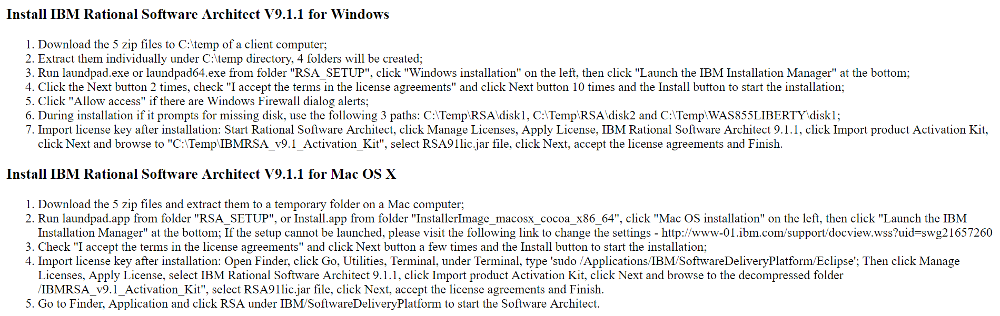 Install IBM Rational Software Architect V9.1.1 for Windows
1. Download the 5 zip files to C:\temp of a client computer;
2. Extract them individually under C:\temp directory, 4 folders will be created;
3. Run laundpad.exe or laundpad64.exe from folder "RSA_SETUP", click "Windows installation" on the left, then click "Launch the IBM Installation Manager" at the bottom;
4. Click the Next button 2 times, check "I accept the terms in the license agreements" and click Next button 10 times and the Install button to start the installation;
5. Click "Allow access" if there are Windows Firewall dialog alerts;
6. During installation if it prompts for missing disk, use the following 3 paths: C:\Temp\RSA\disk1, C:\Temp\RSA\disk2 and C:\Temp\WAS855LIBERTY\disk1;
7. Import license key after installation: Start Rational Software Architect, click Manage Licenses, Apply License, IBM Rational Software Architect 9.1.1, click Import product Activation Kit,
click Next and browse to "C:\Temp\IBMRSA_v9.1_Activation_Kit", select RSA91lic.jar file, click Next, accept the license agreements and Finish.
Install IBM Rational Software Architect V9.1.1 for Mac OS X
1. Download the 5 zip files and extract them to a temporary folder on a Mac computer;
2. Run laundpad.app from folder "RSA_SETUP", or Install.app from folder "InstallerImage_macosx_cocoa_x86_64", click "Mac OS installation" on the left, then click "Launch the IBM
Installation Manager" at the bottom; If the setup cannot be launched, please visit the following link to change the settings - http://www-01.ibm.com/support/docview.wss?uid=swg21657260
3. Check "I accept the terms in the license agreements" and click Next button a few times and the Install button to start the installation;
4. Import license key after installation: Open Finder, click Go, Utilities, Terminal, under Terminal, type 'sudo /Applications/IBM/SoftwareDeliveryPlatform/Eclipse'; Then click Manage
Licenses, Apply License, select IBM Rational Software Architect 9.1.1, click Import product Activation Kit, click Next and browse to the decompressed folder
/IBMRSA_v9.1_Activation_Kit", select RSA91lic.jar file, click Next, accept the license agreements and Finish.
5. Go to Finder, Application and click RSA under IBM/SoftwareDeliveryPlatform to start the Software Architect.